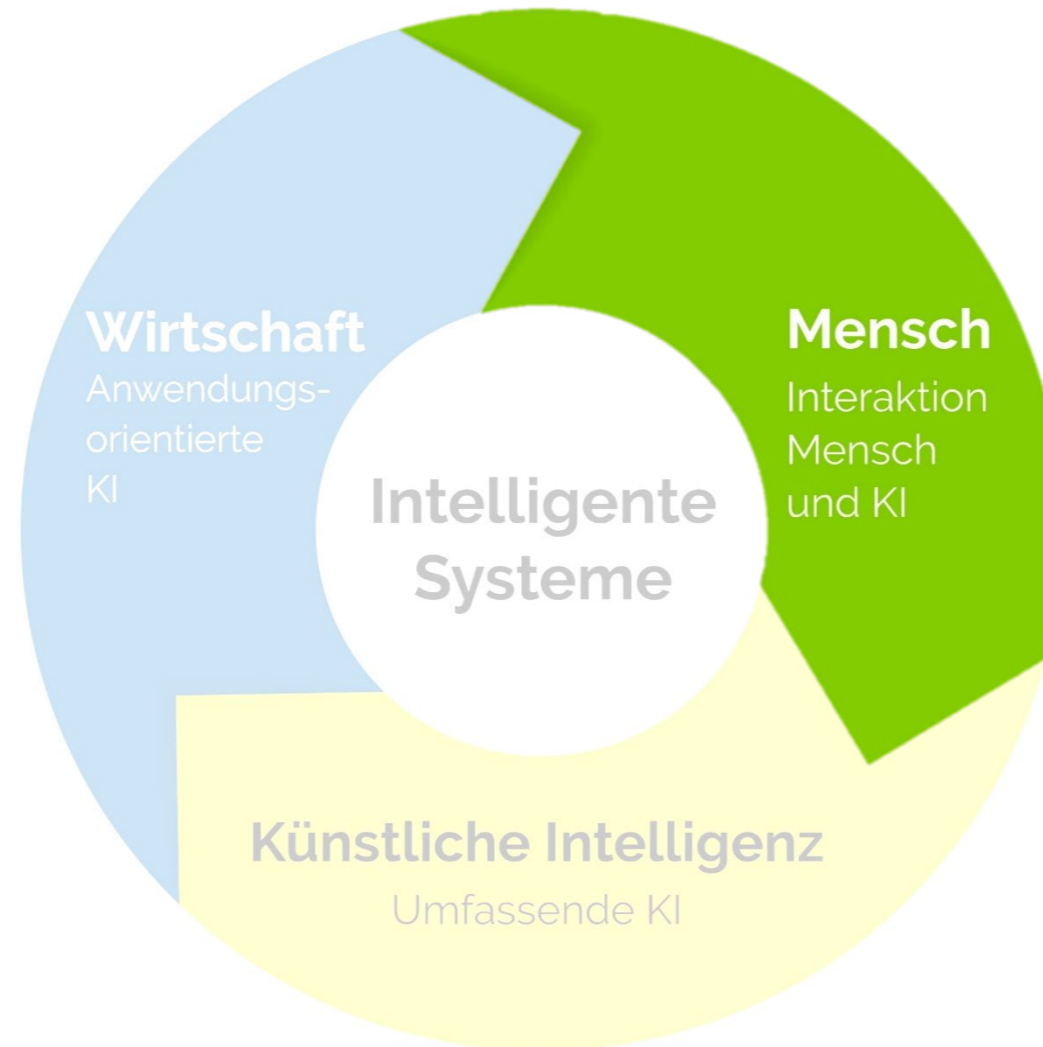 Wirtschaft
Anwendungs-
orientierte
KI
Mensch
Interaktion
Mensch
und KI
Intelligente
Systeme
Künstliche Intelligenz
Umfassende KI